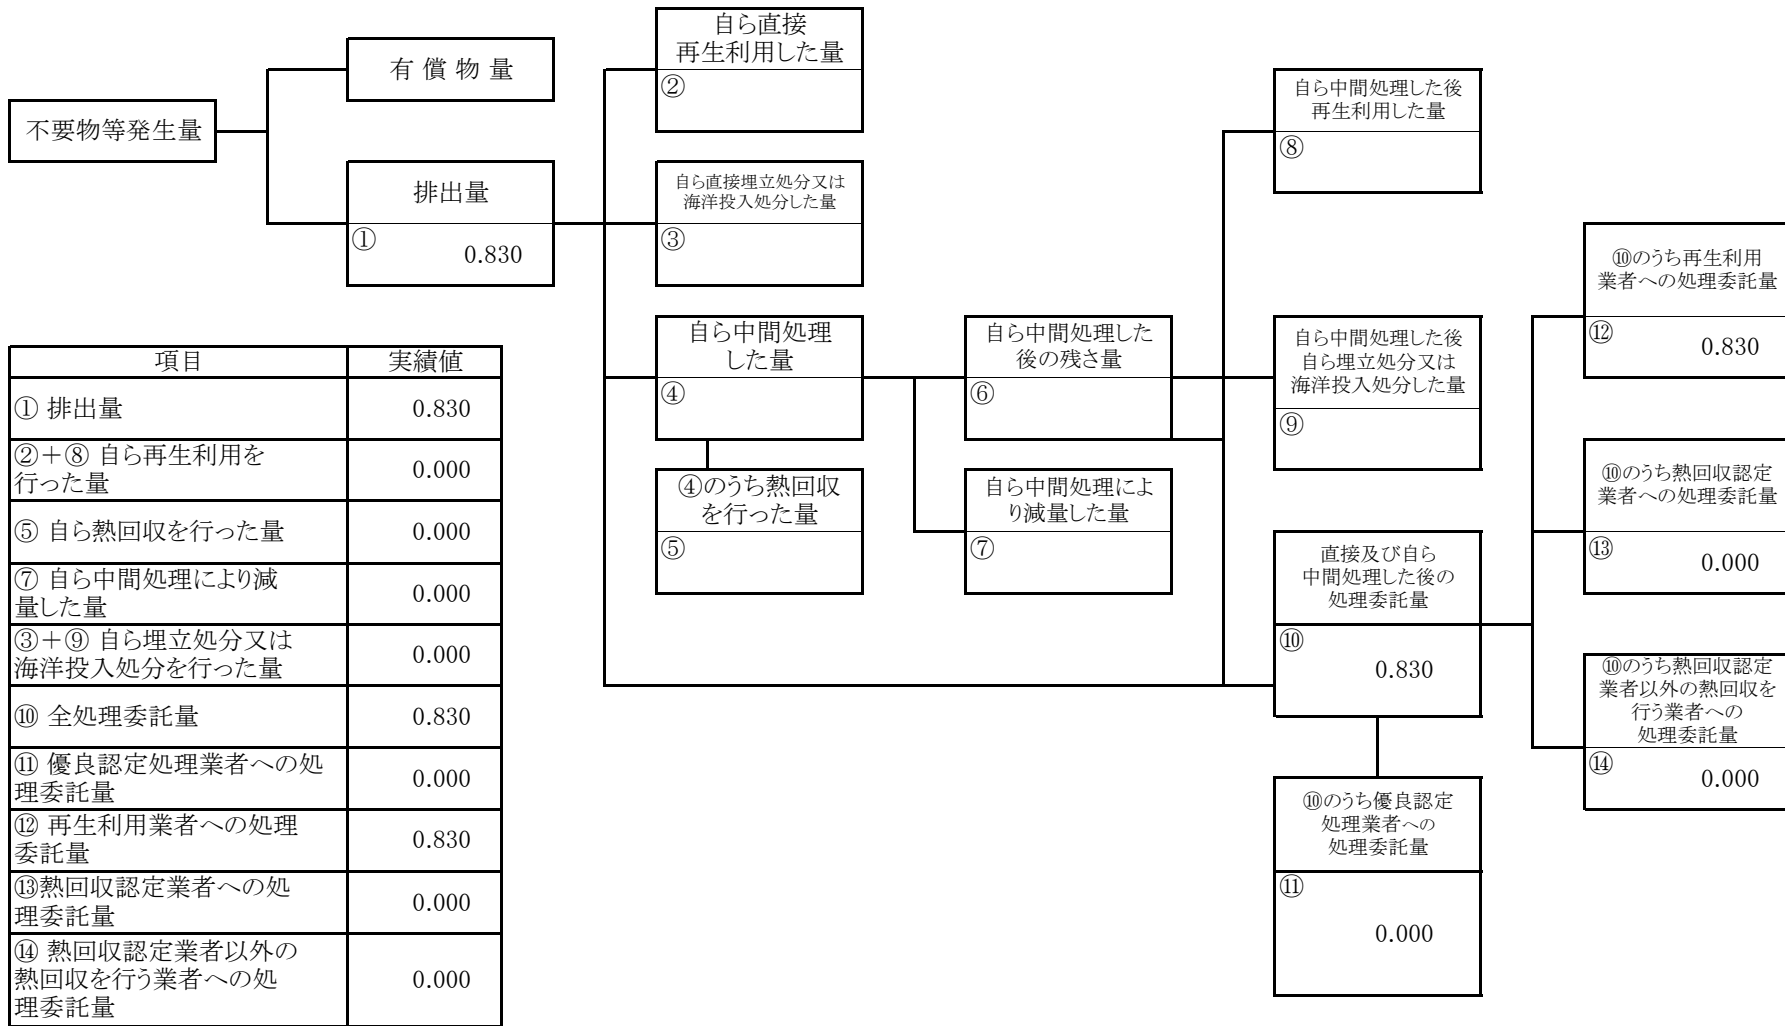 不要物等発生量
有 償 物 量
排出量
①
0.830
自ら直接
再生利用した量
②
自ら直接埋立処分又は
海洋投入処分した量
③
自ら中間処理
した量
④
④のうち熱回収
を行った量
⑤
自ら中間処理した
後の残さ量
⑥
自ら中間処理によ
り減量した量
⑦
自ら中間処理した後
再生利用した量
⑧
自ら中間処理した後
自ら埋立処分又は
海洋投入処分した量
⑨
直接及び自ら
中間処理した後の
処理委託量
⑩
0.830
⑩のうち優良認定
処理業者への
処理委託量
⑪
0.000
⑩のうち再生利用
業者への処理委託量
⑫
0.830
⑩のうち熱回収認定
業者への処理委託量
⑬
0.000
⑩のうち熱回収認定
業者以外の熱回収を
行う業者への
処理委託量
⑭
0.000
項目 実績値
① 排出量 0.830
②＋⑧ 自ら再生利用を
行った量 0.000
⑤ 自ら熱回収を行った量 0.000
⑦ 自ら中間処理により減
量した量 0.000
③＋⑨ 自ら埋立処分又は
海洋投入処分を行った量 0.000
⑩ 全処理委託量 0.830
⑪ 優良認定処理業者への処
理委託量 0.000
⑫ 再生利用業者への処理
委託量 0.830
⑬熱回収認定業者への処
理委託量 0.000
⑭ 熱回収認定業者以外の
熱回収を行う業者への処
理委託量 0.000